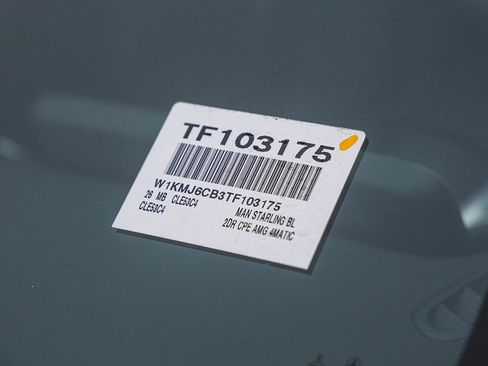 TF103175
W1KMJ6CB3TF103175
26 MB CLE53C4 MAN STARLING BL
CLE53C4 2DR CPE AMG 4MATIC